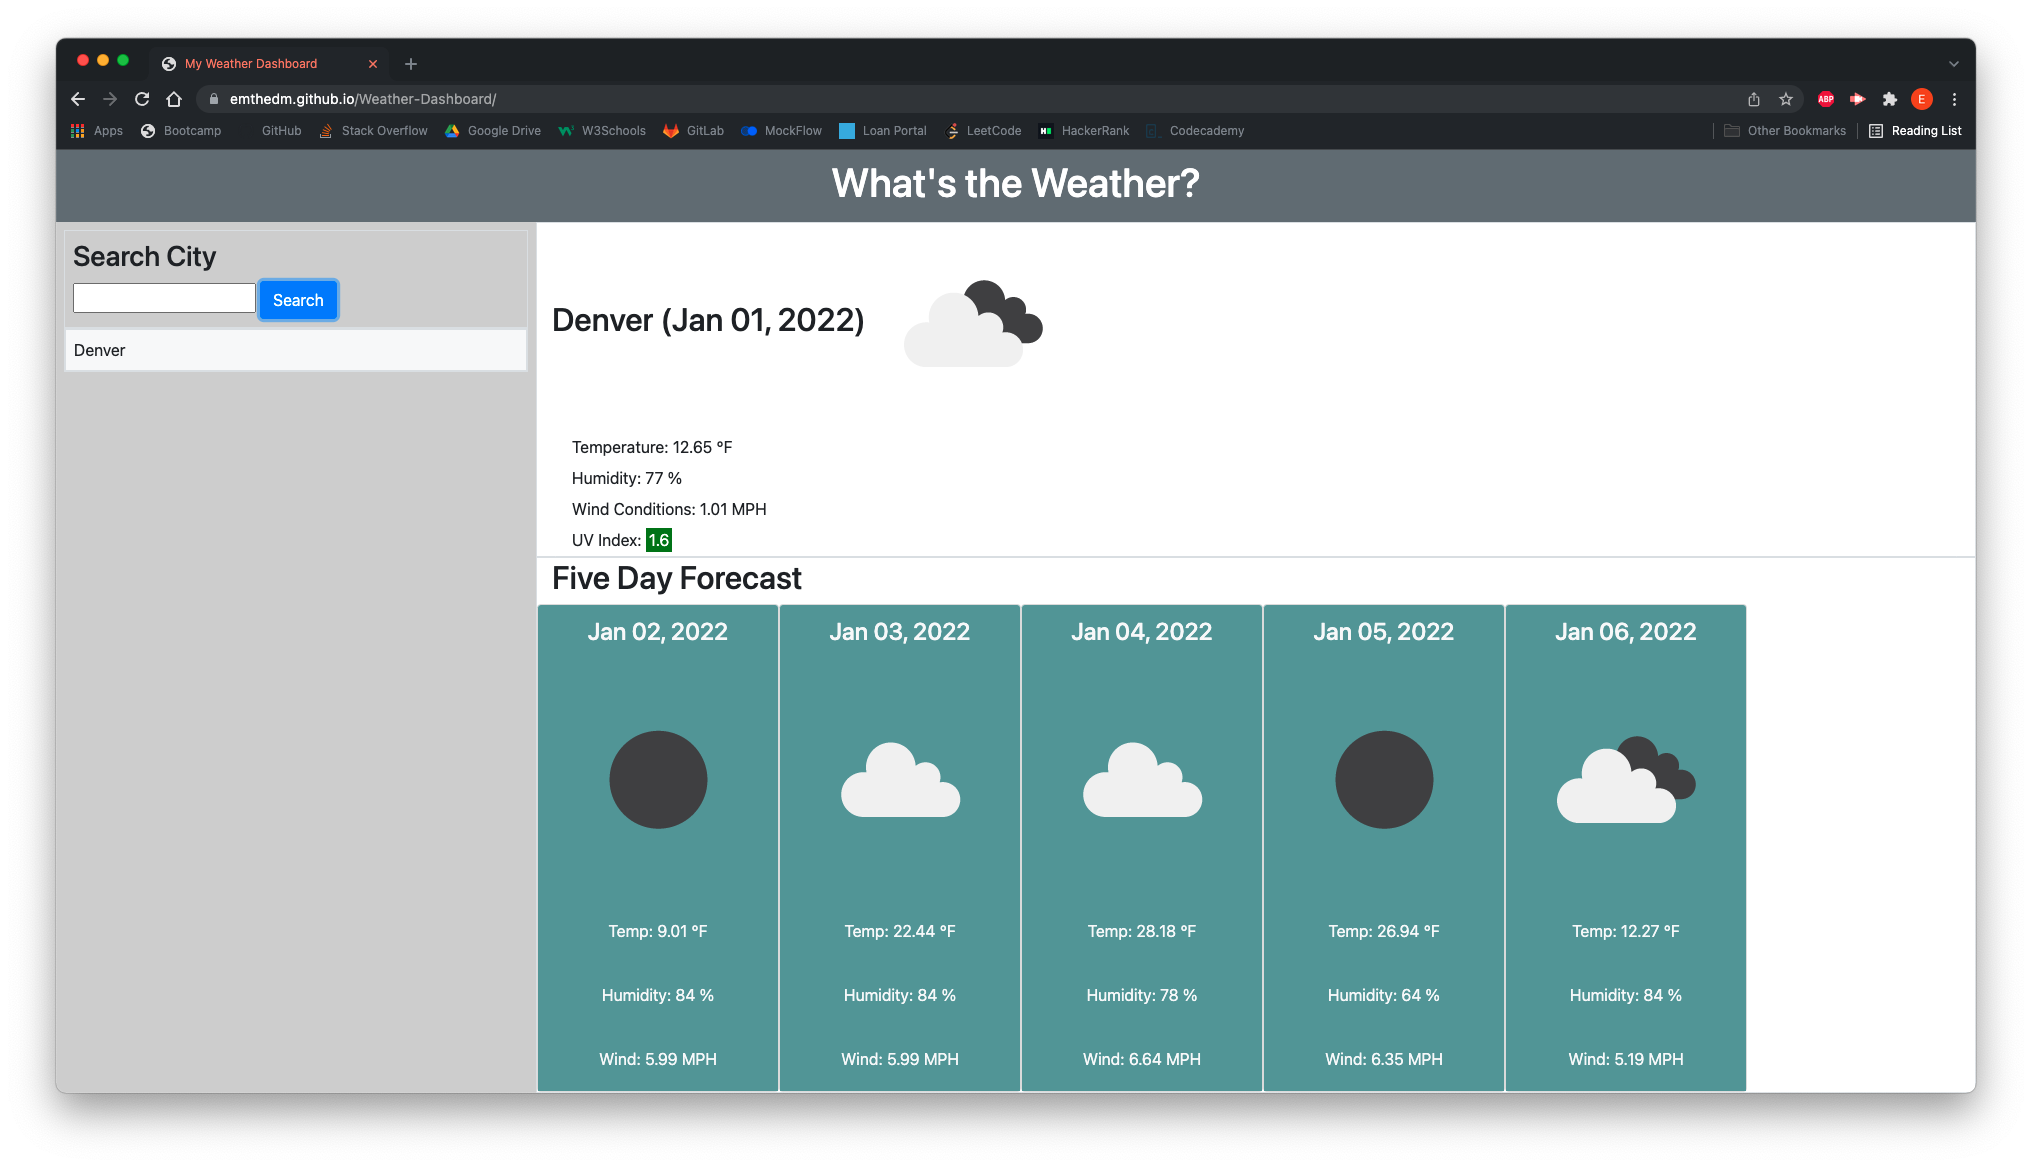 My Weather Dashboard
emthedm.github.io/Weather-Dashboard/
ABP
E
Apps Bootcamp GitHub Stack Overflow Google Drive W3Schools GitLab MockFlow Loan Portal LeetCode HackerRank Codecademy Other Bookmarks Reading List
What's the Weather?
Search City
Search
Denver
Denver (Jan 01, 2022)
Temperature: 12.65 °F
Humidity: 77 %
Wind Conditions: 1.01 MPH
UV Index: 1.6
Five Day Forecast
Jan 02, 2022
Temp: 9.01 °F
Humidity: 84 %
Wind: 5.99 MPH
Jan 03, 2022
Temp: 22.44 °F
Humidity: 84 %
Wind: 5.99 MPH
Jan 04, 2022
Temp: 28.18 °F
Humidity: 78 %
Wind: 6.64 MPH
Jan 05, 2022
Temp: 26.94 °F
Humidity: 64 %
Wind: 6.35 MPH
Jan 06, 2022
Temp: 12.27 °F
Humidity: 84 %
Wind: 5.19 MPH